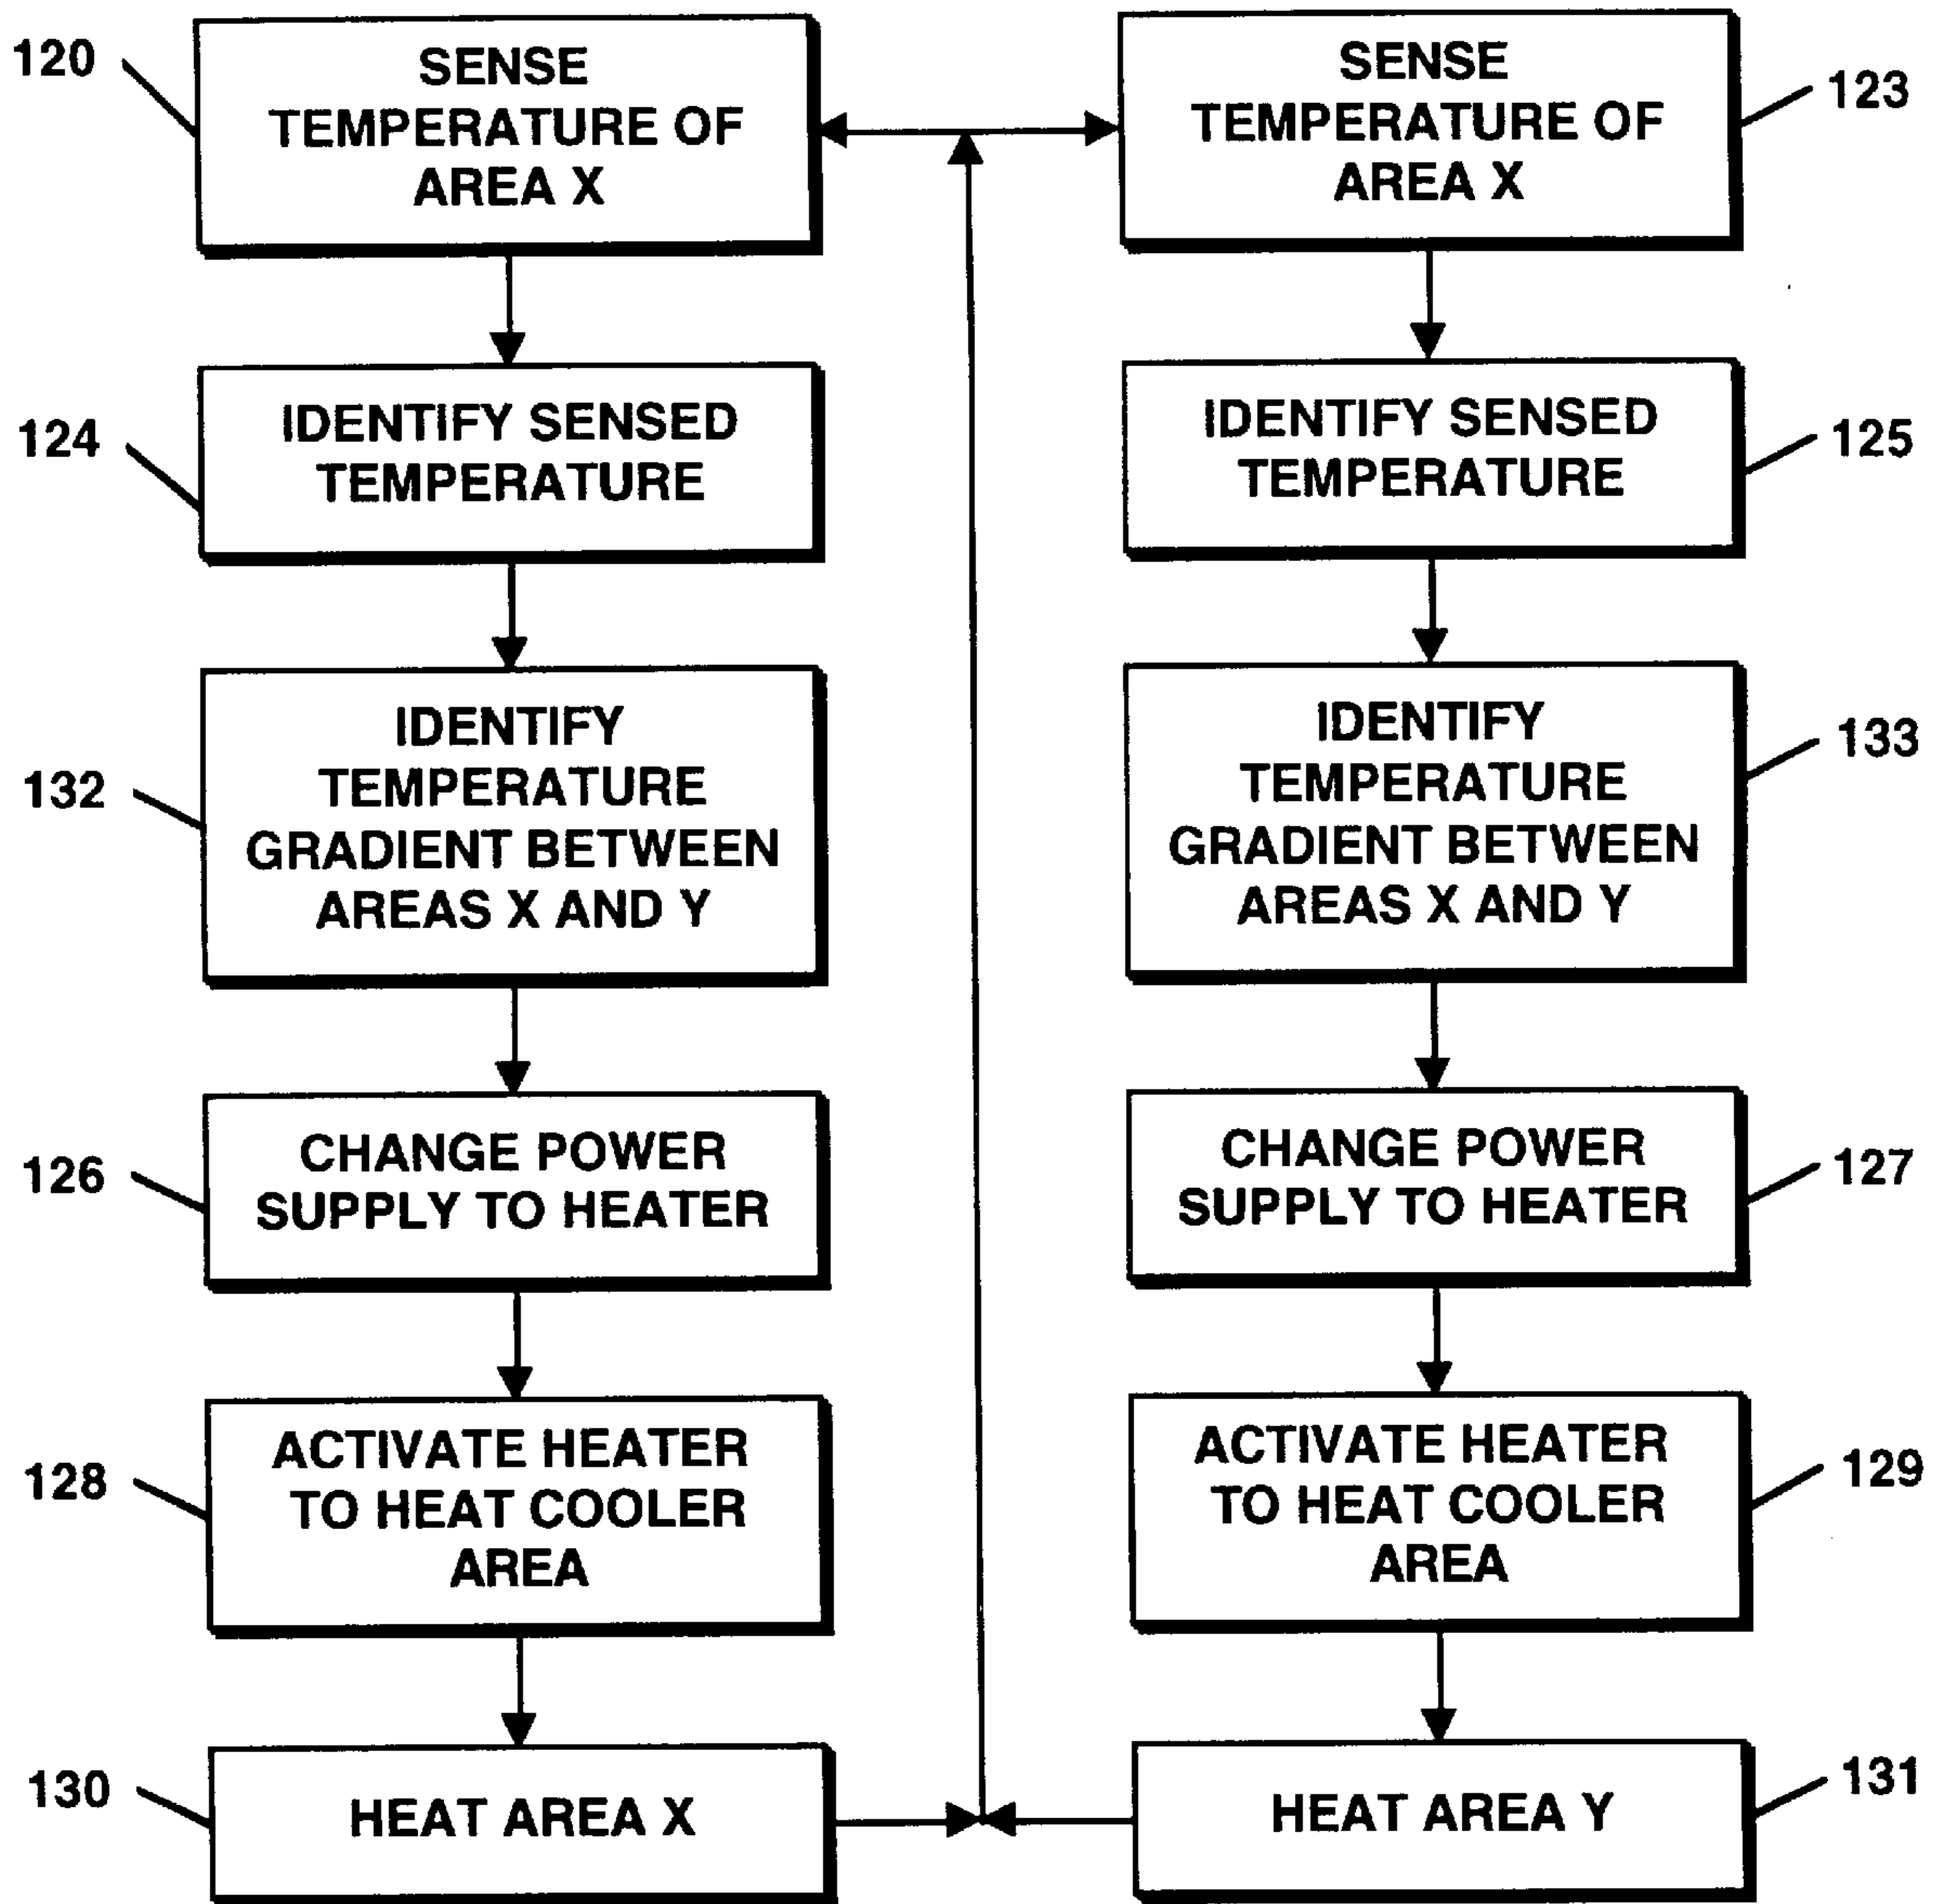 120
SENSE
TEMPERATURE OF
AREA X
SENSE
TEMPERATURE OF
AREA X
123
124
IDENTIFY SENSED
TEMPERATURE
IDENTIFY SENSED
TEMPERATURE
125
132
IDENTIFY
TEMPERATURE
GRADIENT BETWEEN
AREAS X AND Y
IDENTIFY
TEMPERATURE
GRADIENT BETWEEN
AREAS X AND Y
133
126
CHANGE POWER
SUPPLY TO HEATER
CHANGE POWER
SUPPLY TO HEATER
127
128
ACTIVATE HEATER
TO HEAT COOLER
AREA
ACTIVATE HEATER
TO HEAT COOLER
AREA
129
130
HEAT AREA X
HEAT AREA Y
131